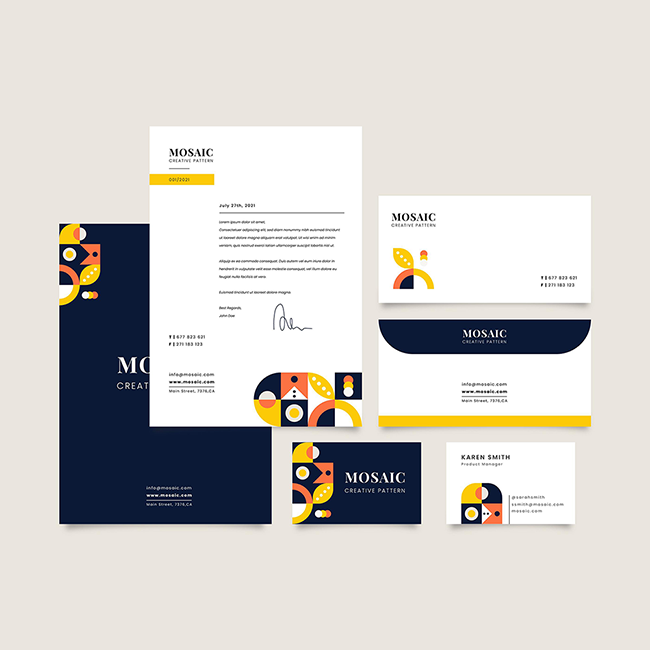 MOSAIC
CREATIVE PATTERN
001/2021
July 27th, 2021
Lorem ipsum dolor sit amet,
Consectetuer adipiscing elit, sed diam nonummy nibh euismod tincidunt
ut laoreet dolore magna aliquam erat volutpat, sit wisi enim ad minim
veniam, quis nostrud exerci tation ullamcorper suscipit lobortis nisl ut.
Aliquip ex ea commodo consequat. Duis autem vel eum iriure dolor in
hendrerit in vulputate velit esse molestie consequat, vel illum dolore eu
feugiat nulla facilisis at vero.
Euismod tincidunt ut laoreet dolore magna.
Best Regards,
John Doe
T | 677 823 621
F | 271 183 123
info@mosaic.com
www.mosaic.com
Main Street, 7376,CA
MOS
CREATIV
info@mosaic.com
www.mosaic.com
Main Street, 7376,CA
MOSAIC
CREATIVE PATTERN
T | 677 823 621
F | 271 183 123
MOSAIC
CREATIVE PATTERN
info@mosaic.com
www.mosaic.com
Main Street, 7376,CA
MOSAIC
CREATIVE PATTERN
KAREN SMITH
Product Manager
@sarahsmith
ssmith@mosaic.com
mosaic.com